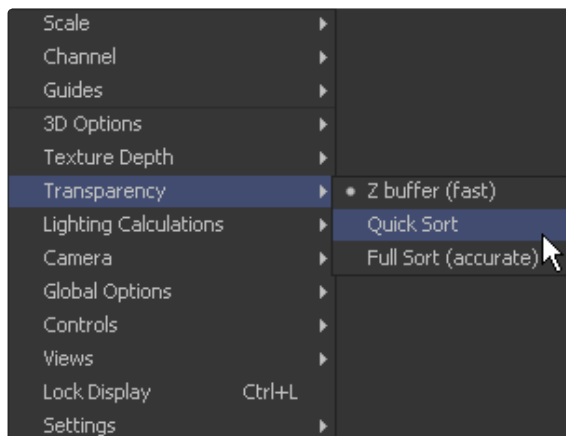 Scale
Channel
Guides
3D Options
Texture Depth
Transparency
Z buffer (fast)
Lighting Calculations
Quick Sort
Camera
Full Sort (accurate)
Global Options
Controls
Views
Lock Display Ctrl+L
Settings